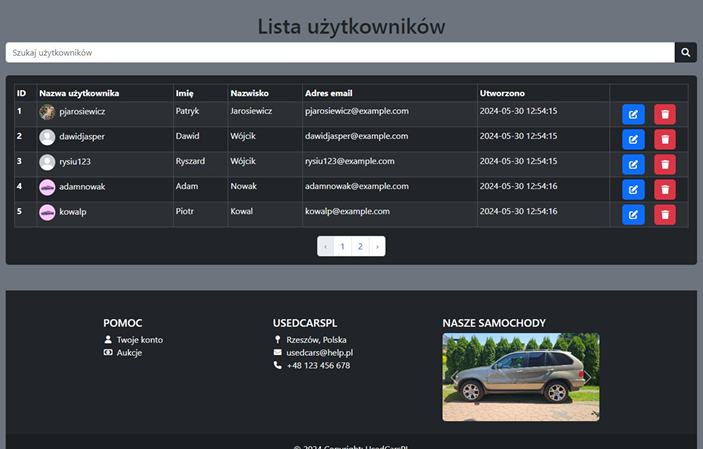 Lista użytkowników
Szukaj użytkowników
ID Nazwa użytkownika Imię Nazwisko Adres email Utworzono
1 pjarosiewicz Patryk Jarosiewicz pjarosiewicz@example.com 2024-05-30 12:54:15
2 dawidjasper Dawid Wójcik dawidjasper@example.com 2024-05-30 12:54:15
3 rysiu123 Ryszard Wójcik rysiu123@example.com 2024-05-30 12:54:15
4 adamnowak Adam Nowak adamnowak@example.com 2024-05-30 12:54:16
5 kowalp Piotr Kowal kowalp@example.com 2024-05-30 12:54:16
‹ 1 2 ›
POMOC USEDCARSPL NASZE SAMOCHODY
Twoje konto Rzeszów, Polska
Aukcje usedcars@help.pl
+48 123 456 678
© 2024 Copyright: UsedCarsPL